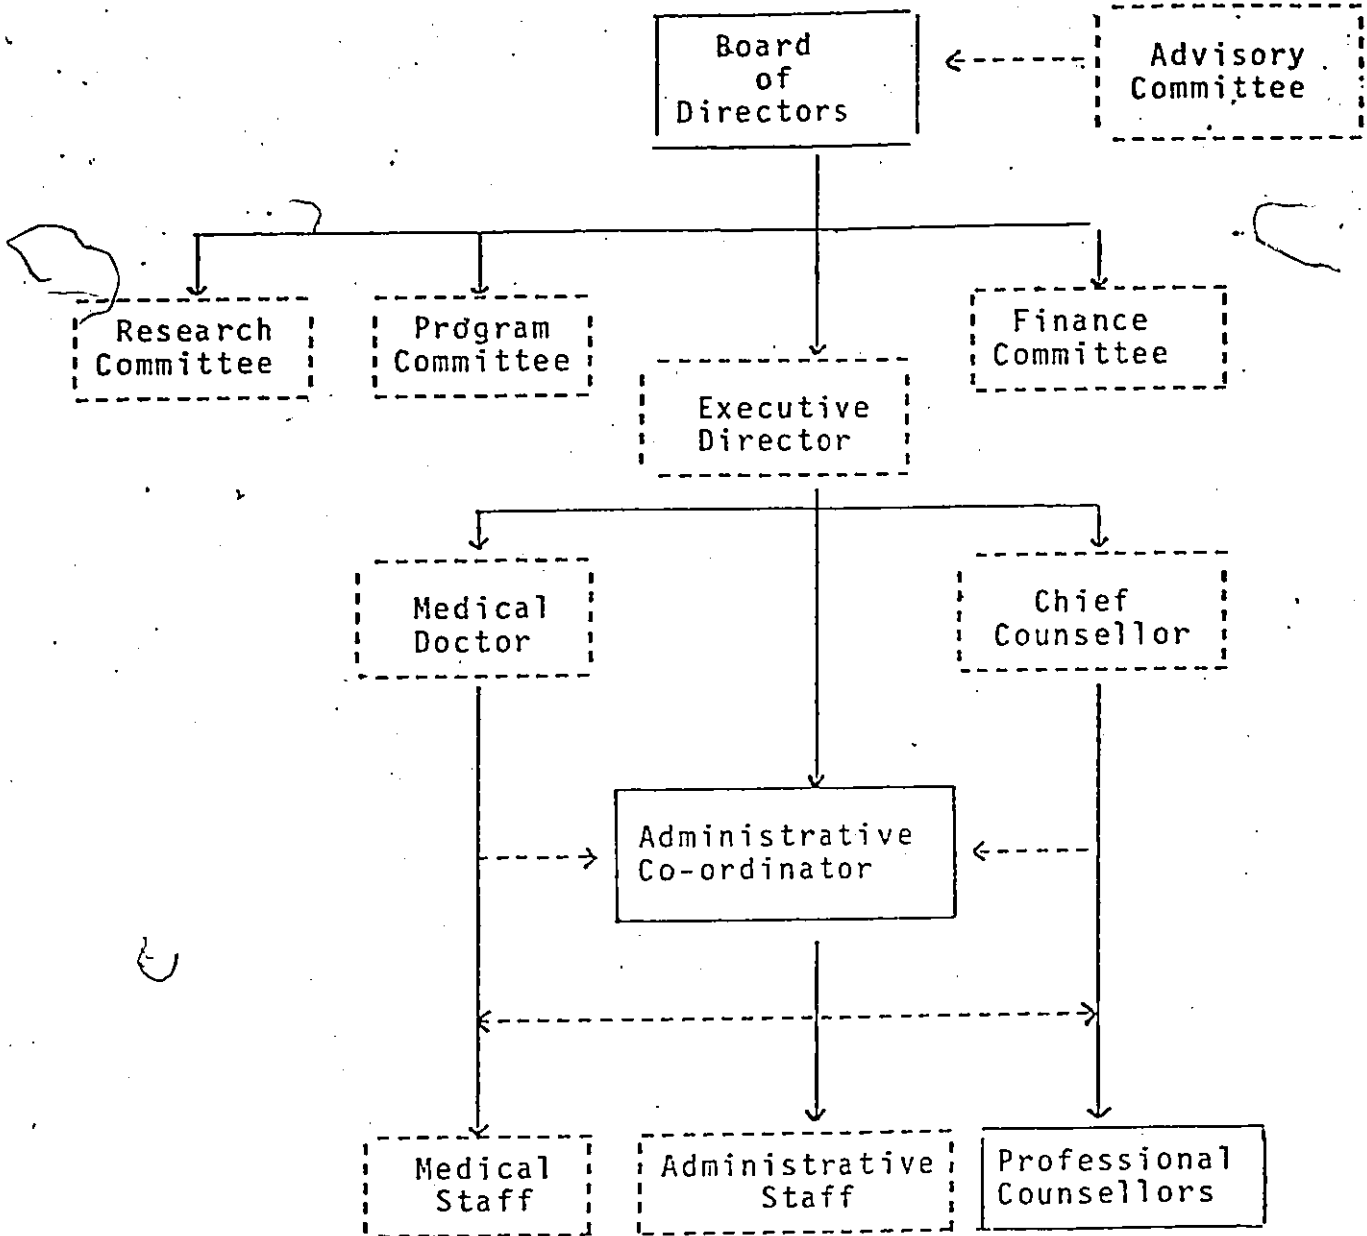 Board
of
Directors
Advisory
Committee
Research
Committee
Program
Committee
Finance
Committee
Executive
Director
Medical
Doctor
Chief
Counsellor
Administrative
Co-ordinator
Medical
Staff
Administrative
Staff
Professional
Counsellors